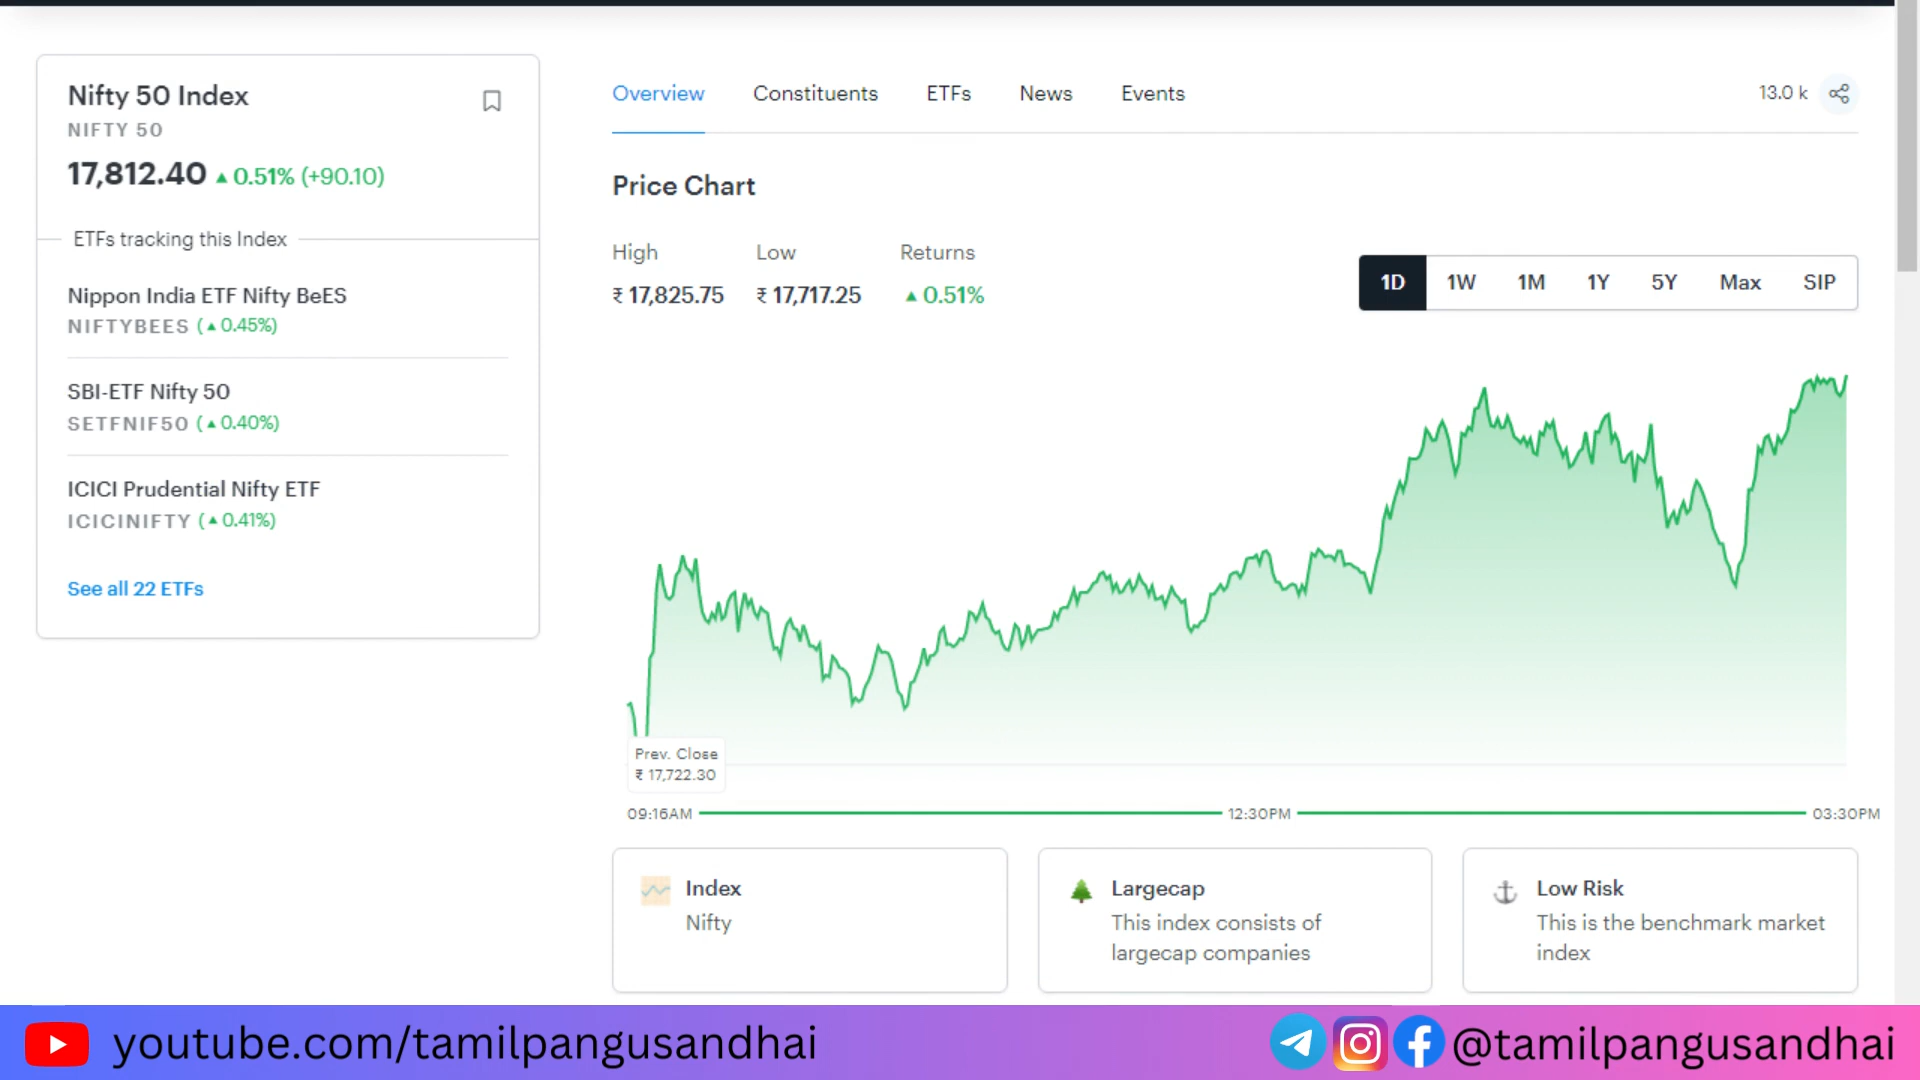 Nifty 50 Index
NIFTY 50
17,812.40 ▲ 0.51% (+90.10)
ETFs tracking this Index
Nippon India ETF Nifty BeES
NIFTYBEES (▲ 0.45%)
SBI-ETF Nifty 50
SETFNIF50 (▲ 0.40%)
ICICI Prudential Nifty ETF
ICICINIFTY (▲ 0.41%)
See all 22 ETFs
Overview Constituents ETFs News Events
13.0 k
Price Chart
High Low Returns
₹ 17,825.75 ₹ 17,717.25 ▲ 0.51%
1D 1W 1M 1Y 5Y Max SIP
Prev. Close
₹ 17,722.30
09:16AM 12:30PM 03:30PM
Index
Nifty
Largecap
This index consists of
largecap companies
Low Risk
This is the benchmark market
index
youtube.com/tamilpangusandhai
@tamilpangusandhai